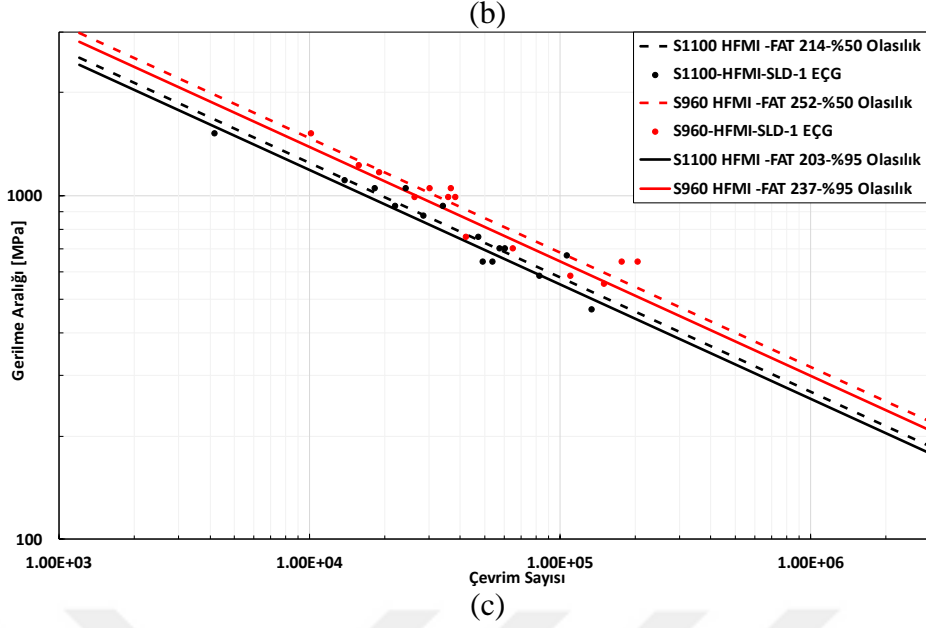 (b)
S1100 HFMI -FAT 214-%50 Olasılık
S1100-HFMI-SLD-1 EÇG
S960 HFMI -FAT 252-%50 Olasılık
S960-HFMI-SLD-1 EÇG
S1100 HFMI -FAT 203-%95 Olasılık
S960 HFMI -FAT 237-%95 Olasılık
1000
Gerilme Aralığı [MPa]
100
1.00E+03 1.00E+04 1.00E+05 1.00E+06
Çevrim Sayısı
(c)